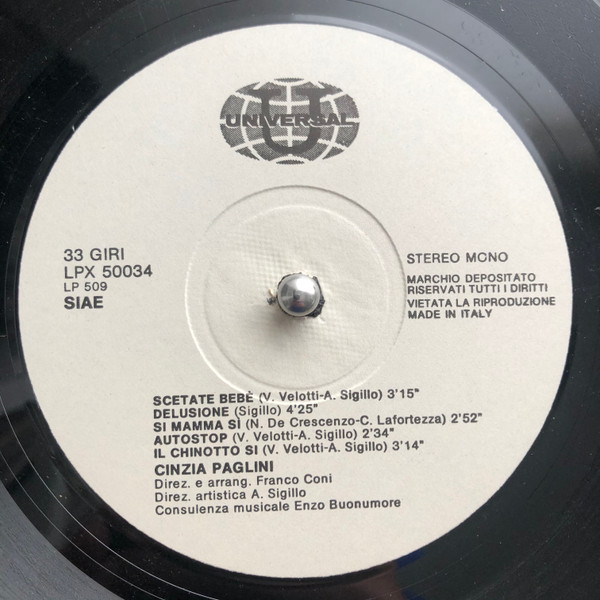 U
UNIVERSAL
33 GIRI
LPX 50034
LP 509
SIAE
STEREO MONO
MARCHIO DEPOSITATO
RISERVATI TUTTI I DIRITTI
VIETATA LA RIPRODUZIONE
MADE IN ITALY
SCETATE BEBÈ (V. Velotti-A. Sigillo) 3'15"
DELUSIONE (Sigillo) 4'25"
SI MAMMA SÌ (N. De Crescenzo-C. Lafortezza) 2'52"
AUTOSTOP (V. Velotti-A. Sigillo) 2'34"
IL CHINOTTO SI (V. Velotti-A. Sigillo) 3'14"
CINZIA PAGLINI
Direz. e arrang. Franco Coni
Direz. artistica A. Sigillo
Consulenza musicale Enzo Buonumore